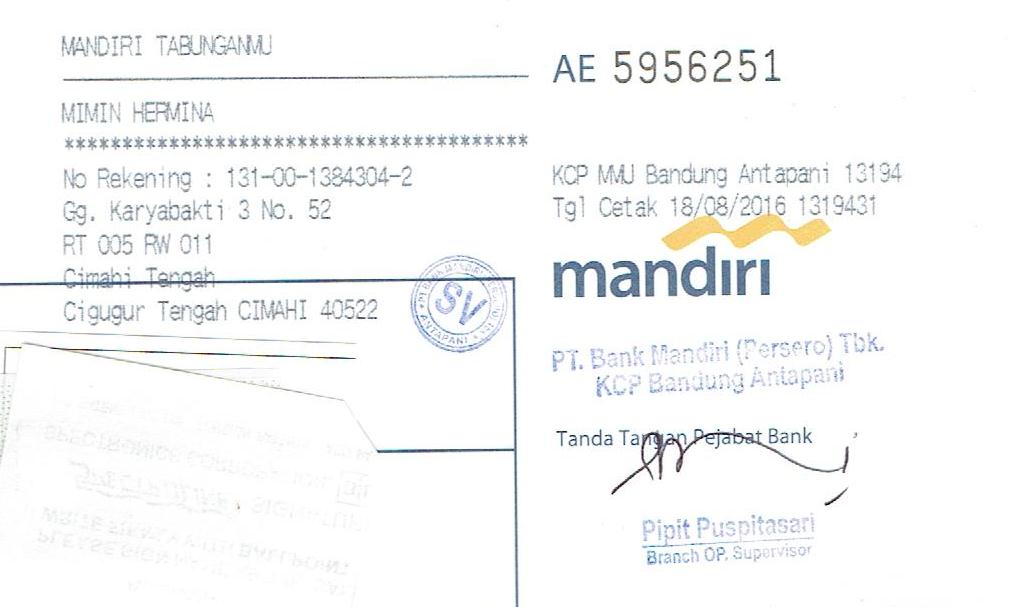 MANDIRI TABUNGANMU
MIMIN HERMINA
****************************************
No Rekening : 131-00-1384304-2
Gg. Karyabakti 3 No. 52
RT 005 RW 011
Cimahi Tengah
Cigugur Tengah CIMAHI 40522
SV
ANTAPANI
AE 5956251
KCP MMU Bandung Antapani 13194
Tgl Cetak 18/08/2016 1319431
mandiri
PT. Bank Mandiri (Persero) Tbk.
KCP Bandung Antapani
Tanda Tangan Pejabat Bank
Pipit Puspitasari
Branch OP. Supervisor